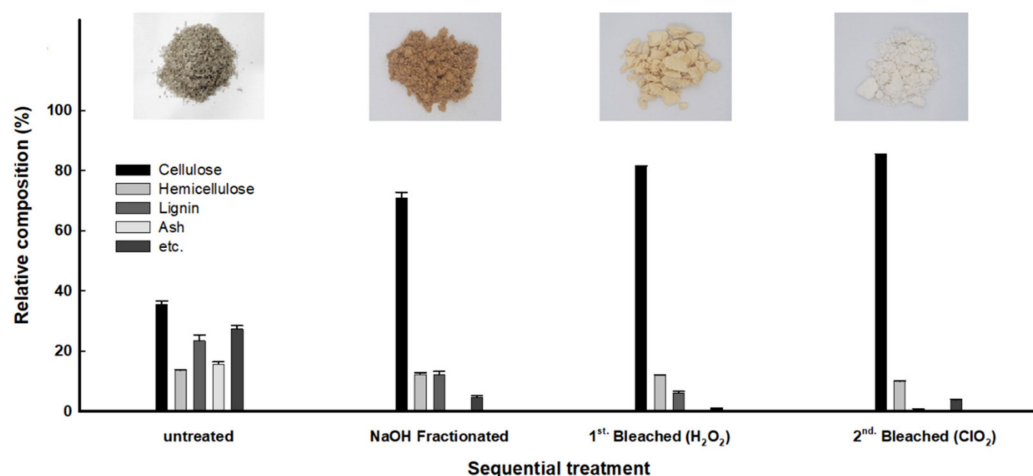 Relative composition (%)
100
80
60
40
20
0
Cellulose
Hemicellulose
Lignin
Ash
etc.
untreated
NaOH Fractionated
1st. Bleached (H₂O₂)
2nd. Bleached (ClO₂)
Sequential treatment